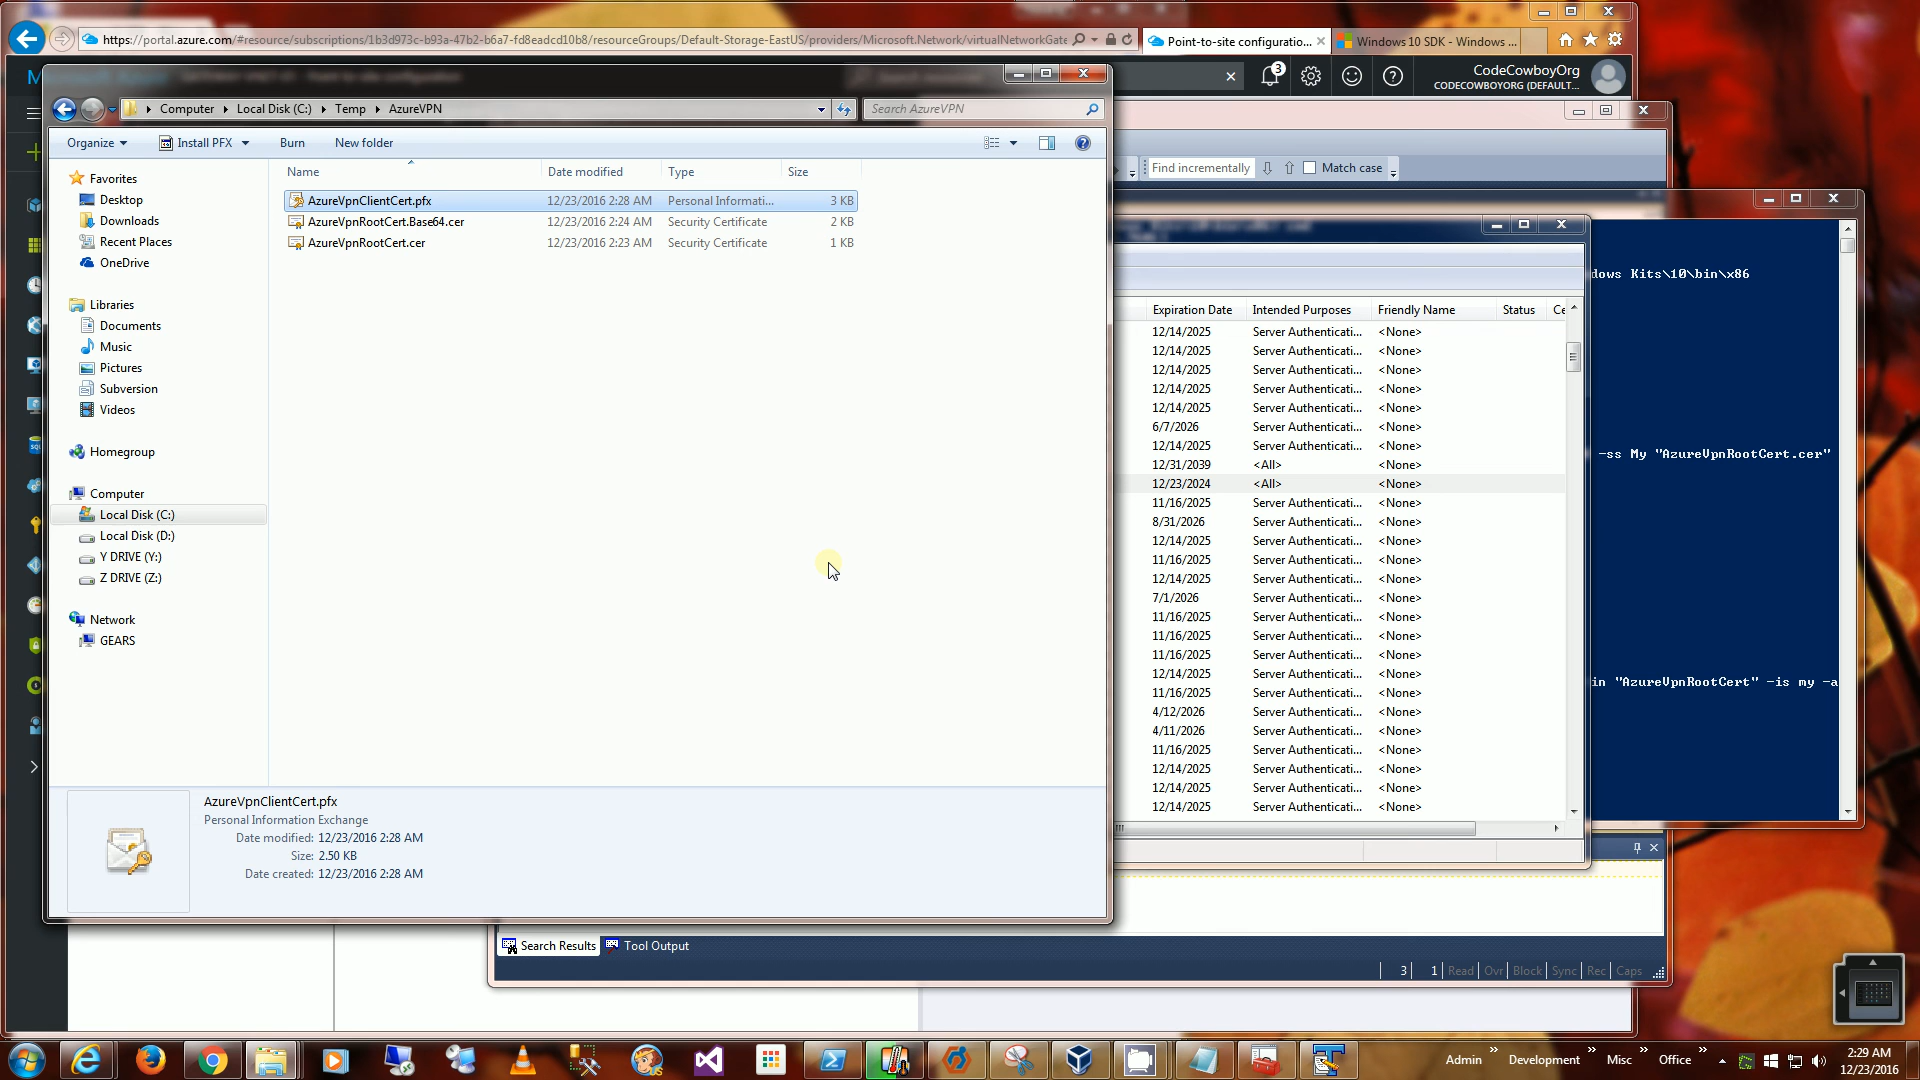 https://portal.azure.com/#resource/subscriptions/1b3d973c-b93a-47b2-b6a7-fd8eadcd10b8/resourceGroups/Default-Storage-EastUS/providers/Microsoft.Network/virtualNetworkGate
Point-to-site configuratio...
Windows 10 SDK - Windows ...
3
CodeCowboyOrg
CODECOWBOYORG (DEFAULT...
Computer
Local Disk (C:)
Temp
AzureVPN
Search AzureVPN
Organize
Install PFX
Burn
New folder
Find incrementally
Match case
Favorites
Desktop
Downloads
Recent Places
OneDrive
Libraries
Documents
Music
Pictures
Subversion
Videos
Homegroup
Computer
Local Disk (C:)
Local Disk (D:)
Y DRIVE (Y:)
Z DRIVE (Z:)
Network
GEARS
Name Date modified Type Size
AzureVpnClientCert.pfx 12/23/2016 2:28 AM Personal Informati... 3 KB
AzureVpnRootCert.Base64.cer 12/23/2016 2:24 AM Security Certificate 2 KB
AzureVpnRootCert.cer 12/23/2016 2:23 AM Security Certificate 1 KB
AzureVpnClientCert.pfx
Personal Information Exchange
Date modified: 12/23/2016 2:28 AM
Size: 2.50 KB
Date created: 12/23/2016 2:28 AM
Expiration Date Intended Purposes Friendly Name Status Ce
12/14/2025 Server Authenticati... <None>
12/14/2025 Server Authenticati... <None>
12/14/2025 Server Authenticati... <None>
12/14/2025 Server Authenticati... <None>
12/14/2025 Server Authenticati... <None>
6/7/2026 Server Authenticati... <None>
12/14/2025 Server Authenticati... <None>
12/31/2039 <All> <None>
12/23/2024 <All> <None>
11/16/2025 Server Authenticati... <None>
8/31/2026 Server Authenticati... <None>
12/14/2025 Server Authenticati... <None>
11/16/2025 Server Authenticati... <None>
12/14/2025 Server Authenticati... <None>
7/1/2026 Server Authenticati... <None>
11/16/2025 Server Authenticati... <None>
11/16/2025 Server Authenticati... <None>
11/16/2025 Server Authenticati... <None>
12/14/2025 Server Authenticati... <None>
11/16/2025 Server Authenticati... <None>
4/12/2026 Server Authenticati... <None>
4/11/2026 Server Authenticati... <None>
11/16/2025 Server Authenticati... <None>
12/14/2025 Server Authenticati... <None>
12/14/2025 Server Authenticati... <None>
12/14/2025 Server Authenticati... <None>
dows Kits\10\bin\x86
-ss My "AzureVpnRootCert.cer"
in "AzureVpnRootCert" -is my -a
Search Results
Tool Output
3 1 Read Ovr Block Sync Rec Caps
Admin
Development
Misc
Office
2:29 AM
12/23/2016